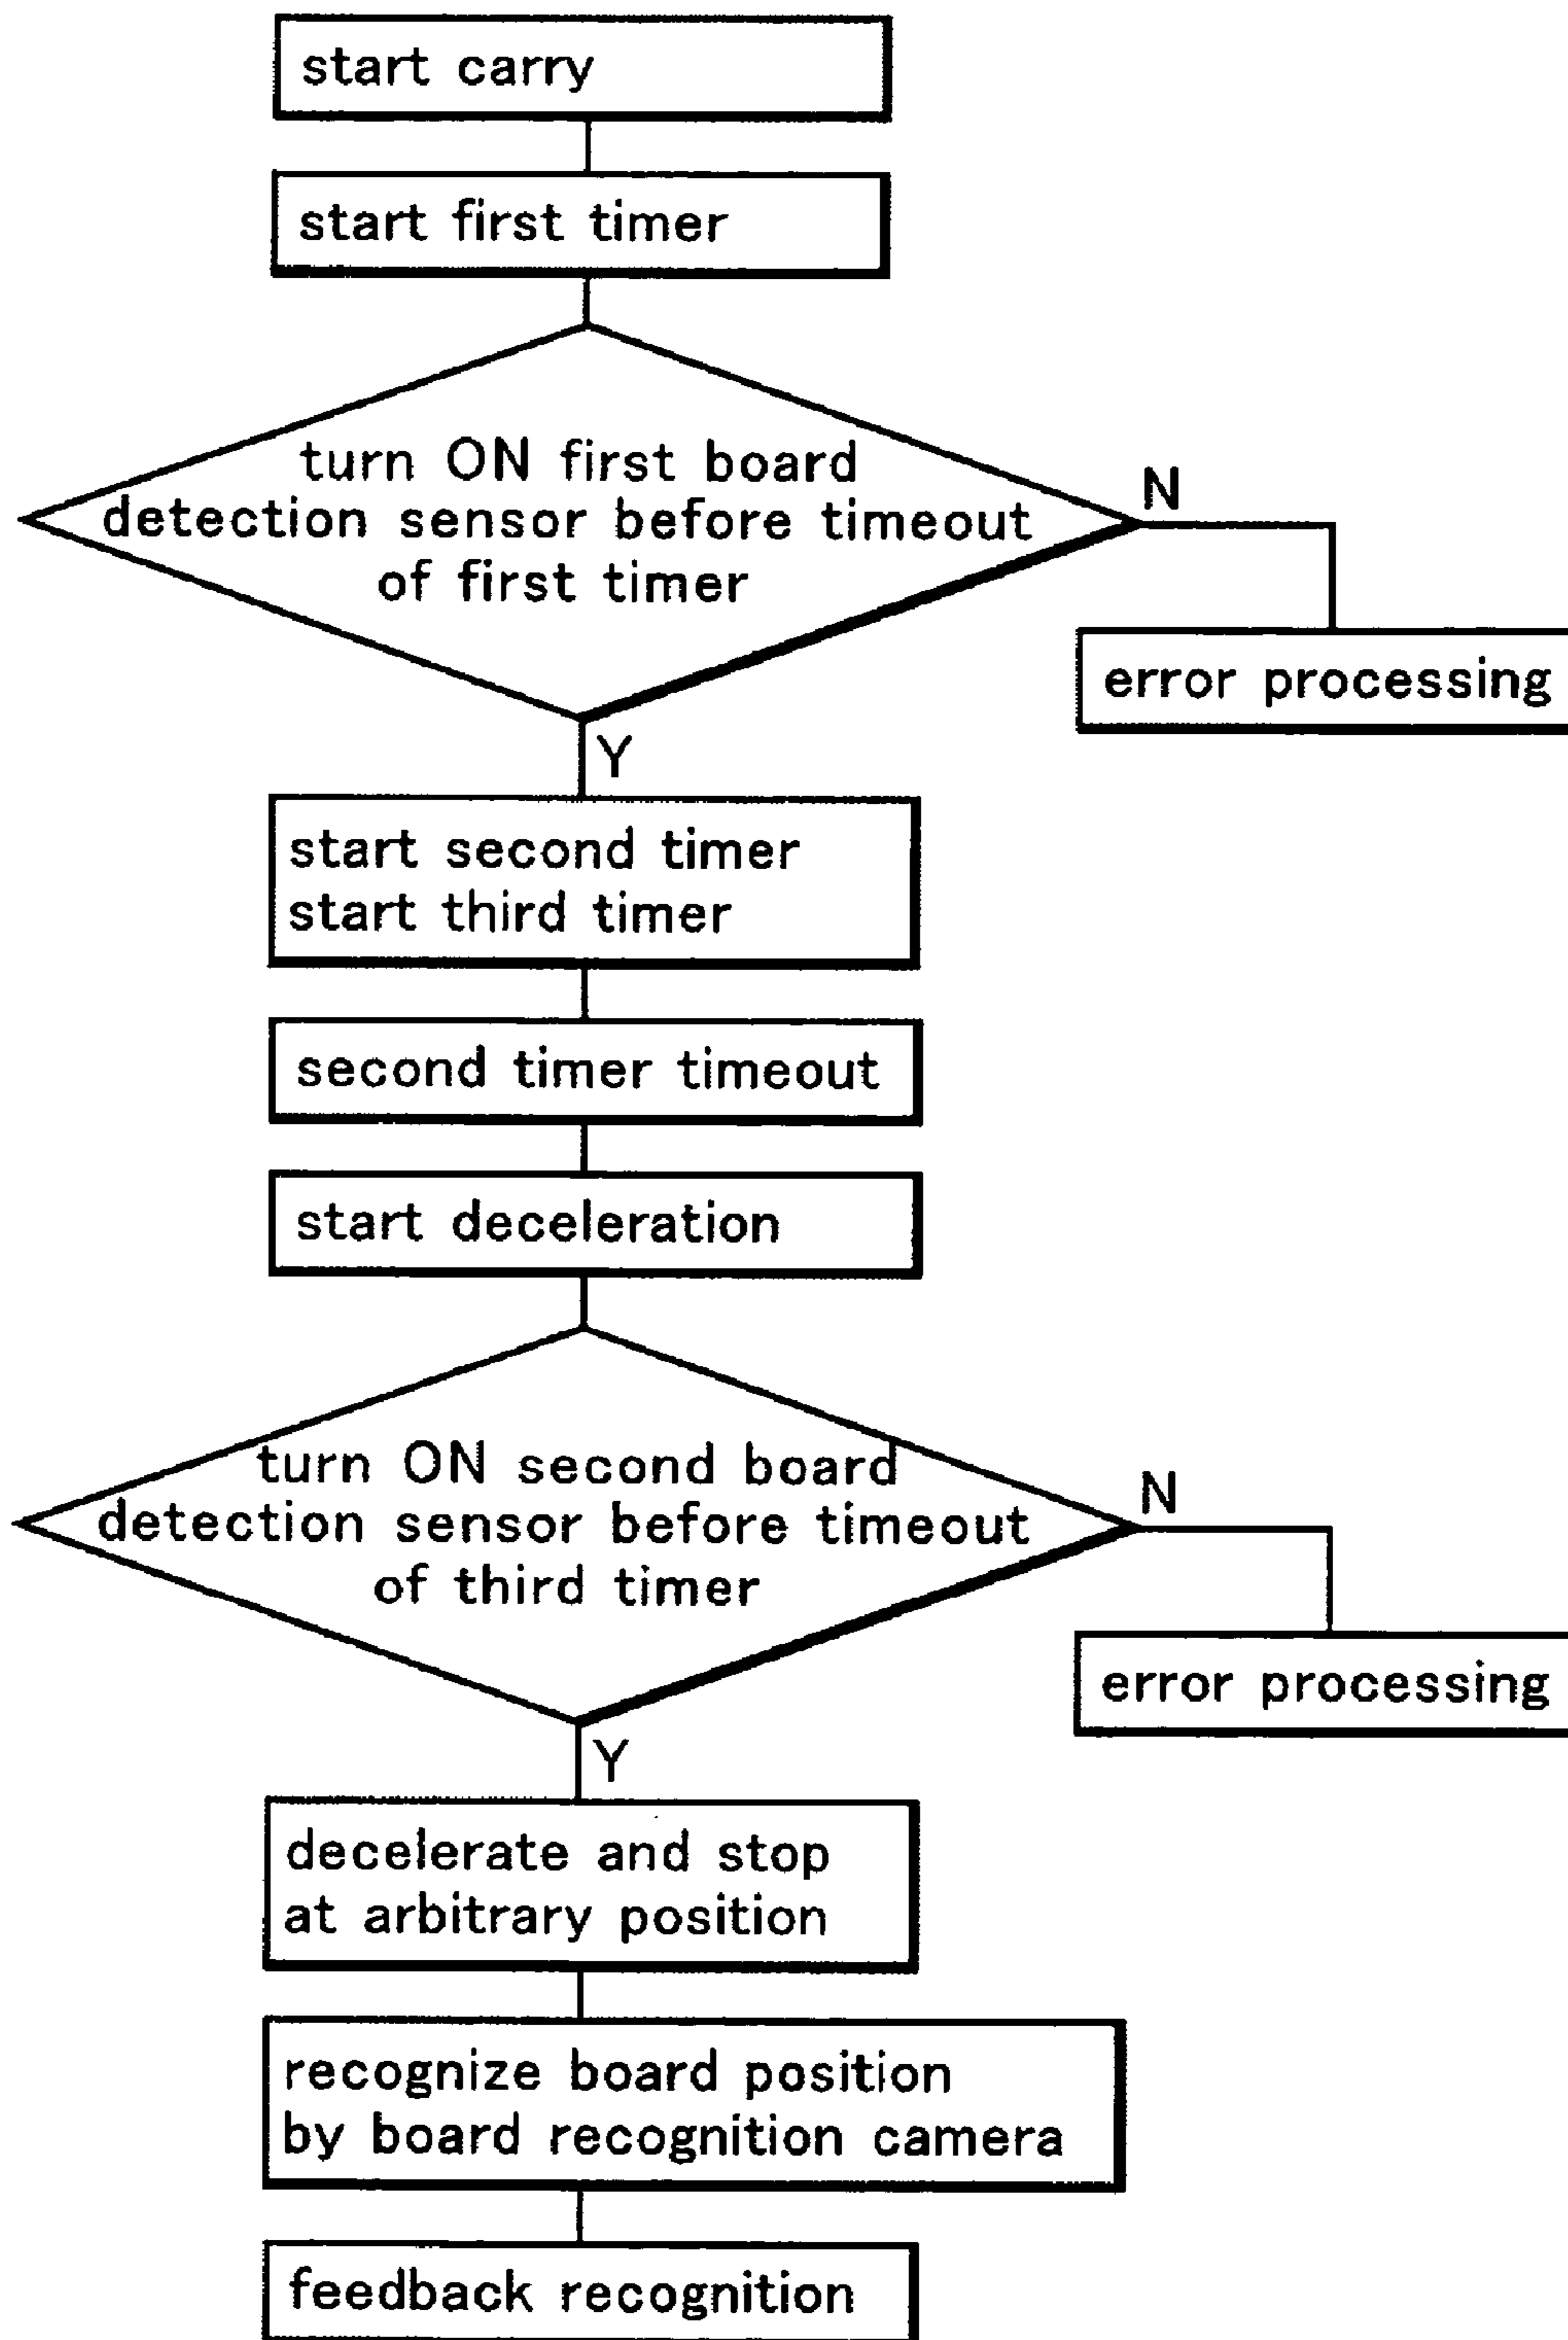 start carry
start first timer
turn ON first board
detection sensor before timeout
of first timer
N
error processing
Y
start second timer
start third timer
second timer timeout
start deceleration
turn ON second board
detection sensor before timeout
of third timer
N
error processing
Y
decelerate and stop
at arbitrary position
recognize board position
by board recognition camera
feedback recognition